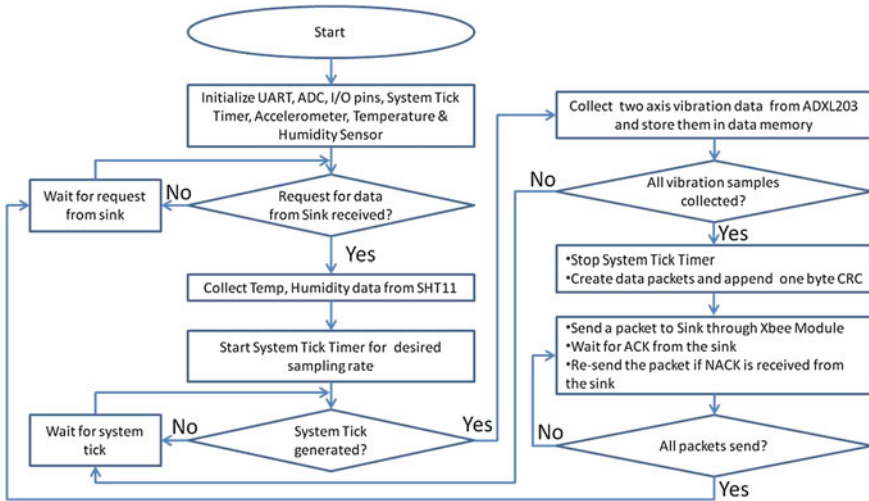 Start
Initialize UART, ADC, I/O pins, System Tick
Timer, Accelerometer, Temperature &
Humidity Sensor
Wait for request
from sink
No
Request for data
from Sink received?
Yes
Collect Temp, Humidity data from SHT11
Start System Tick Timer for desired
sampling rate
Wait for system
tick
No
System Tick
generated?
Yes
Collect two axis vibration data from ADXL203
and store them in data memory
No
All vibration samples
collected?
Yes
•Stop System Tick Timer
•Create data packets and append one byte CRC
•Send a packet to Sink through Xbee Module
•Wait for ACK from the sink
•Re-send the packet if NACK is received from
the sink
No
All packets send?
Yes